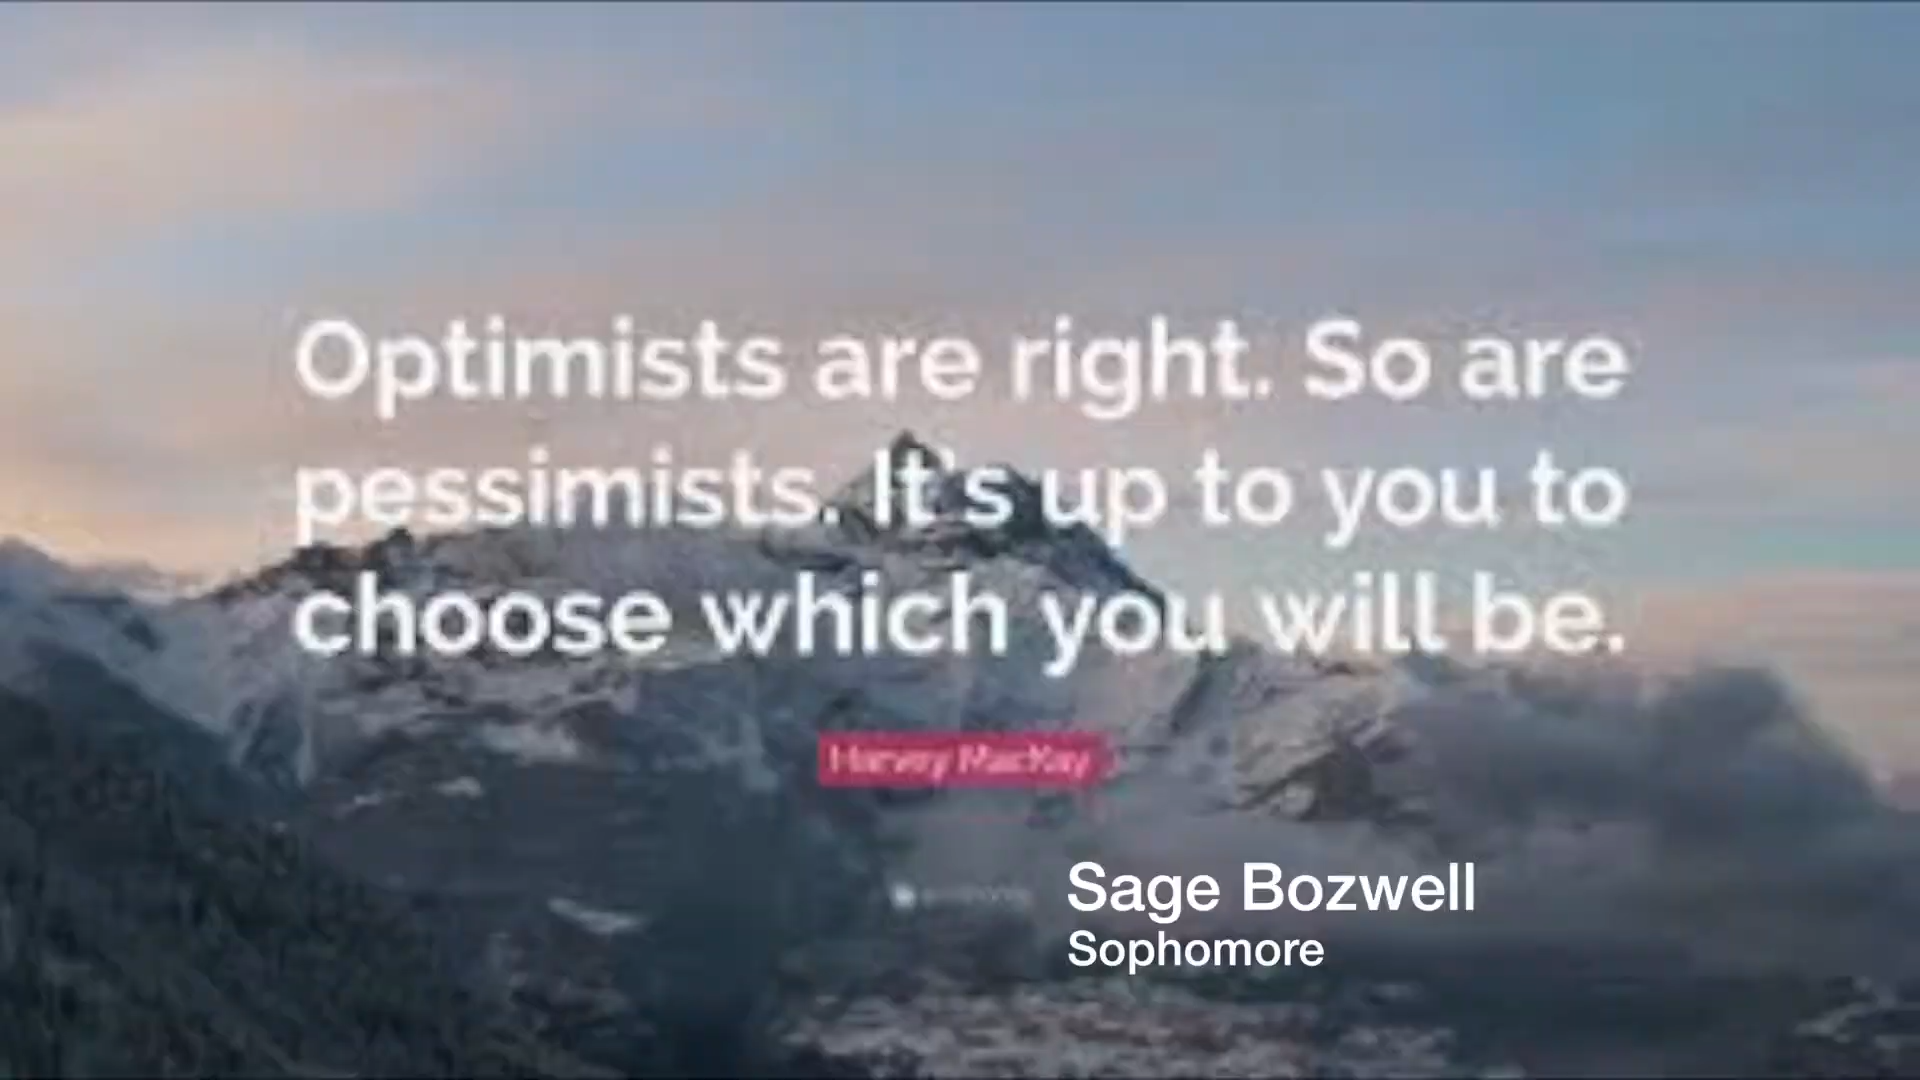 Optimists are right. So are
pessimists. It's up to you to
choose which you will be.
Harvey MacKay
Sage Bozwell
Sophomore